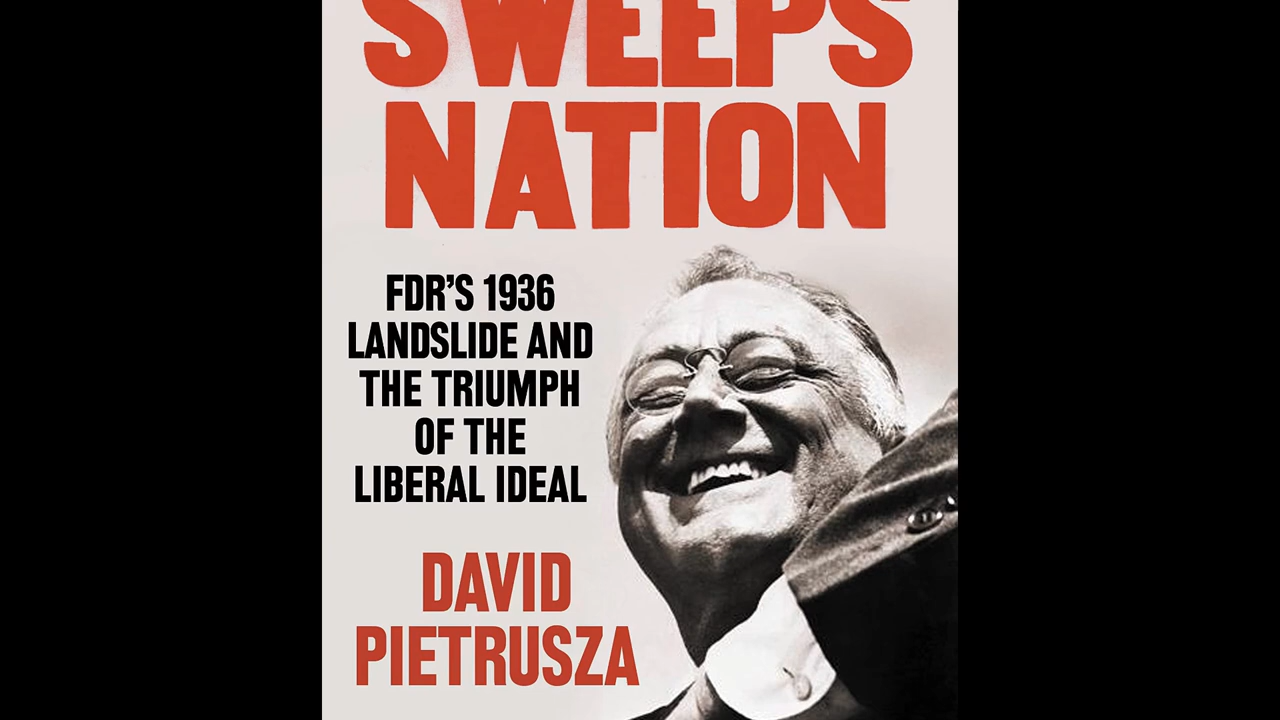 SWEEPS
NATION
FDR'S 1936
LANDSLIDE AND
THE TRIUMPH
OF THE
LIBERAL IDEAL
DAVID
PIETRUSZA